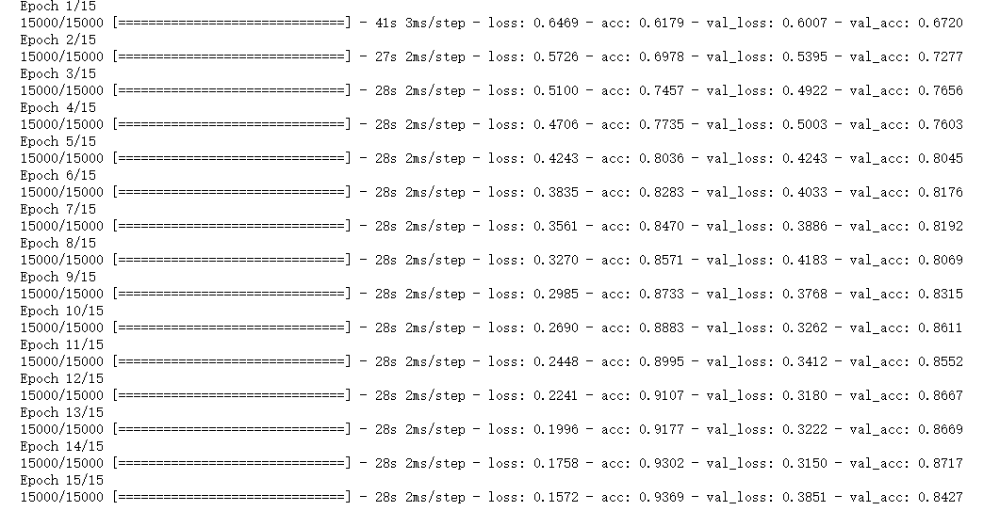 Epoch 1/15
15000/15000 [==============================] - 41s 3ms/step - loss: 0.6469 - acc: 0.6179 - val_loss: 0.6007 - val_acc: 0.6720
Epoch 2/15
15000/15000 [==============================] - 27s 2ms/step - loss: 0.5726 - acc: 0.6978 - val_loss: 0.5395 - val_acc: 0.7277
Epoch 3/15
15000/15000 [==============================] - 28s 2ms/step - loss: 0.5100 - acc: 0.7457 - val_loss: 0.4922 - val_acc: 0.7656
Epoch 4/15
15000/15000 [==============================] - 28s 2ms/step - loss: 0.4706 - acc: 0.7735 - val_loss: 0.5003 - val_acc: 0.7603
Epoch 5/15
15000/15000 [==============================] - 28s 2ms/step - loss: 0.4243 - acc: 0.8036 - val_loss: 0.4243 - val_acc: 0.8045
Epoch 6/15
15000/15000 [==============================] - 28s 2ms/step - loss: 0.3835 - acc: 0.8283 - val_loss: 0.4033 - val_acc: 0.8176
Epoch 7/15
15000/15000 [==============================] - 28s 2ms/step - loss: 0.3561 - acc: 0.8470 - val_loss: 0.3886 - val_acc: 0.8192
Epoch 8/15
15000/15000 [==============================] - 28s 2ms/step - loss: 0.3270 - acc: 0.8571 - val_loss: 0.4183 - val_acc: 0.8069
Epoch 9/15
15000/15000 [==============================] - 28s 2ms/step - loss: 0.2985 - acc: 0.8733 - val_loss: 0.3768 - val_acc: 0.8315
Epoch 10/15
15000/15000 [==============================] - 28s 2ms/step - loss: 0.2690 - acc: 0.8883 - val_loss: 0.3262 - val_acc: 0.8611
Epoch 11/15
15000/15000 [==============================] - 28s 2ms/step - loss: 0.2448 - acc: 0.8995 - val_loss: 0.3412 - val_acc: 0.8552
Epoch 12/15
15000/15000 [==============================] - 28s 2ms/step - loss: 0.2241 - acc: 0.9107 - val_loss: 0.3180 - val_acc: 0.8667
Epoch 13/15
15000/15000 [==============================] - 28s 2ms/step - loss: 0.1996 - acc: 0.9177 - val_loss: 0.3222 - val_acc: 0.8669
Epoch 14/15
15000/15000 [==============================] - 28s 2ms/step - loss: 0.1758 - acc: 0.9302 - val_loss: 0.3150 - val_acc: 0.8717
Epoch 15/15
15000/15000 [==============================] - 28s 2ms/step - loss: 0.1572 - acc: 0.9369 - val_loss: 0.3851 - val_acc: 0.8427